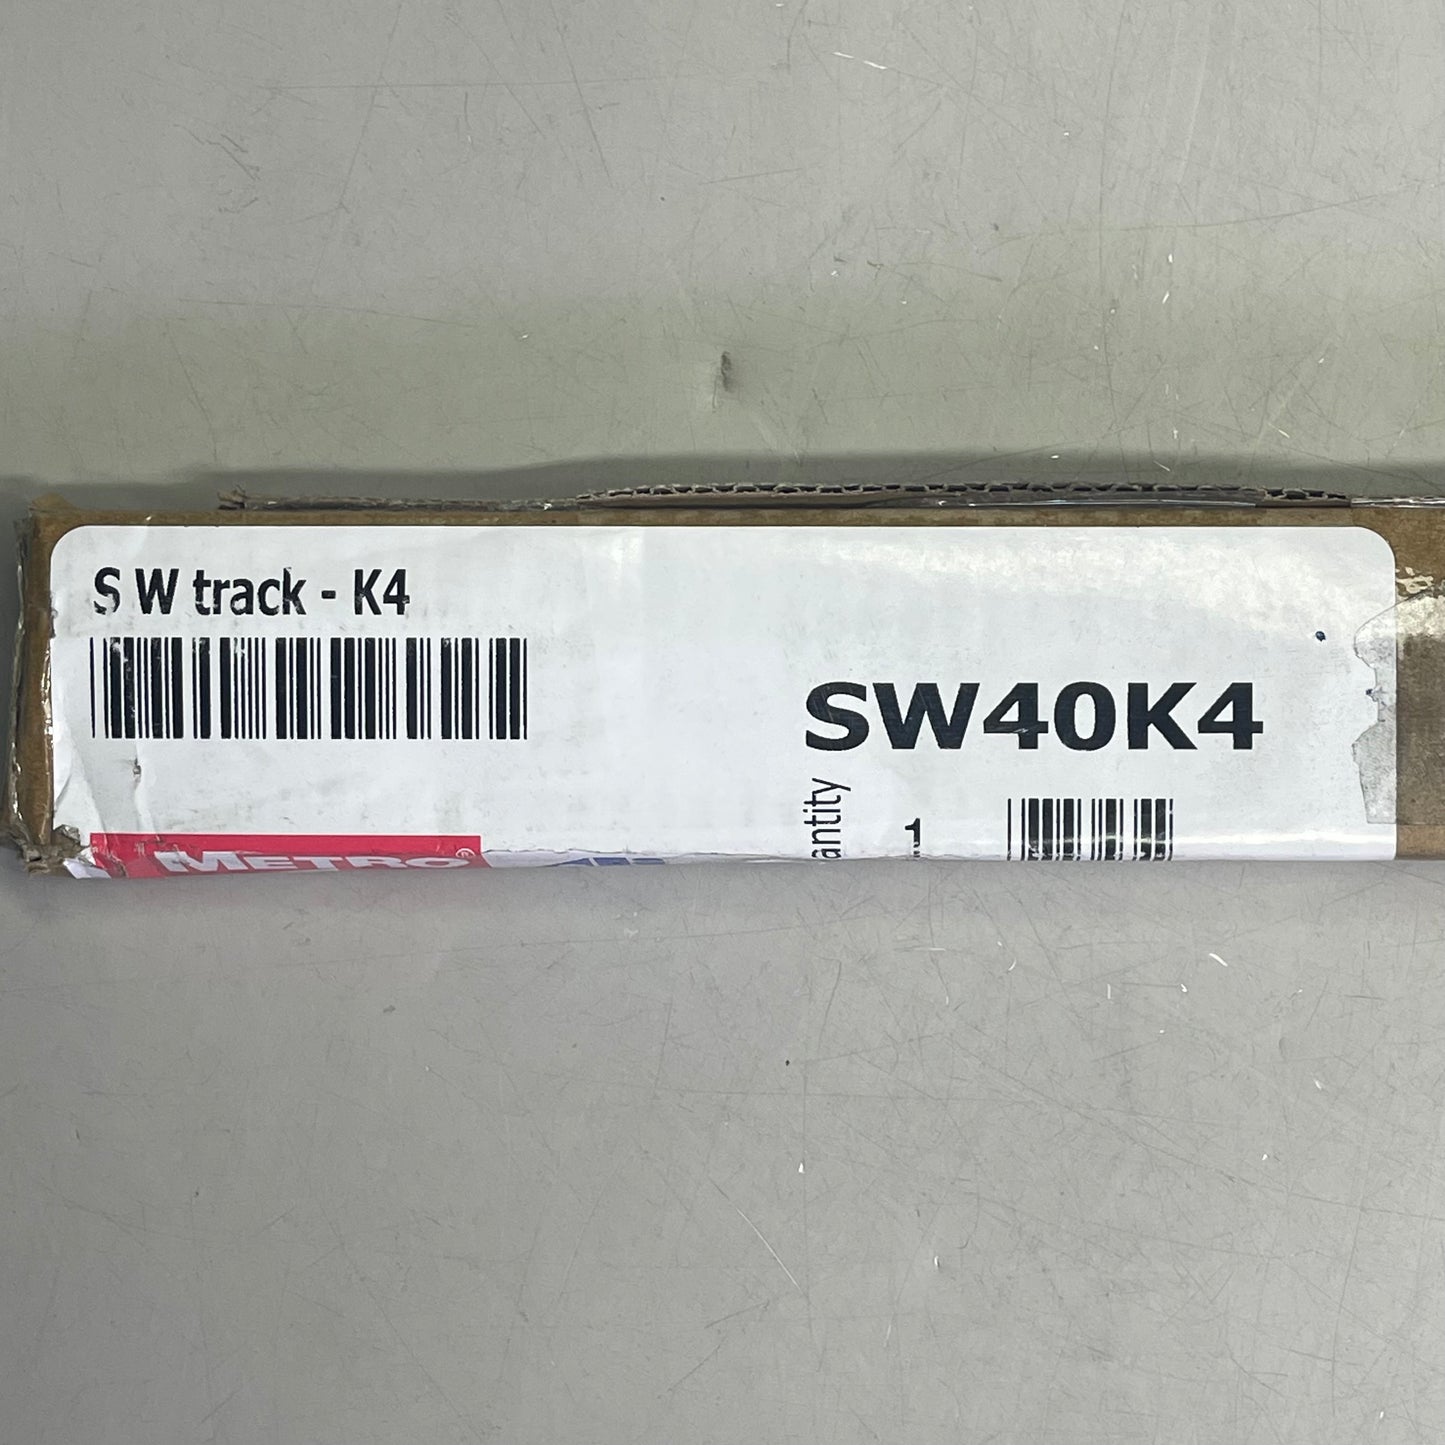 S W track - K4
SW40K4
antity
1
METRO®